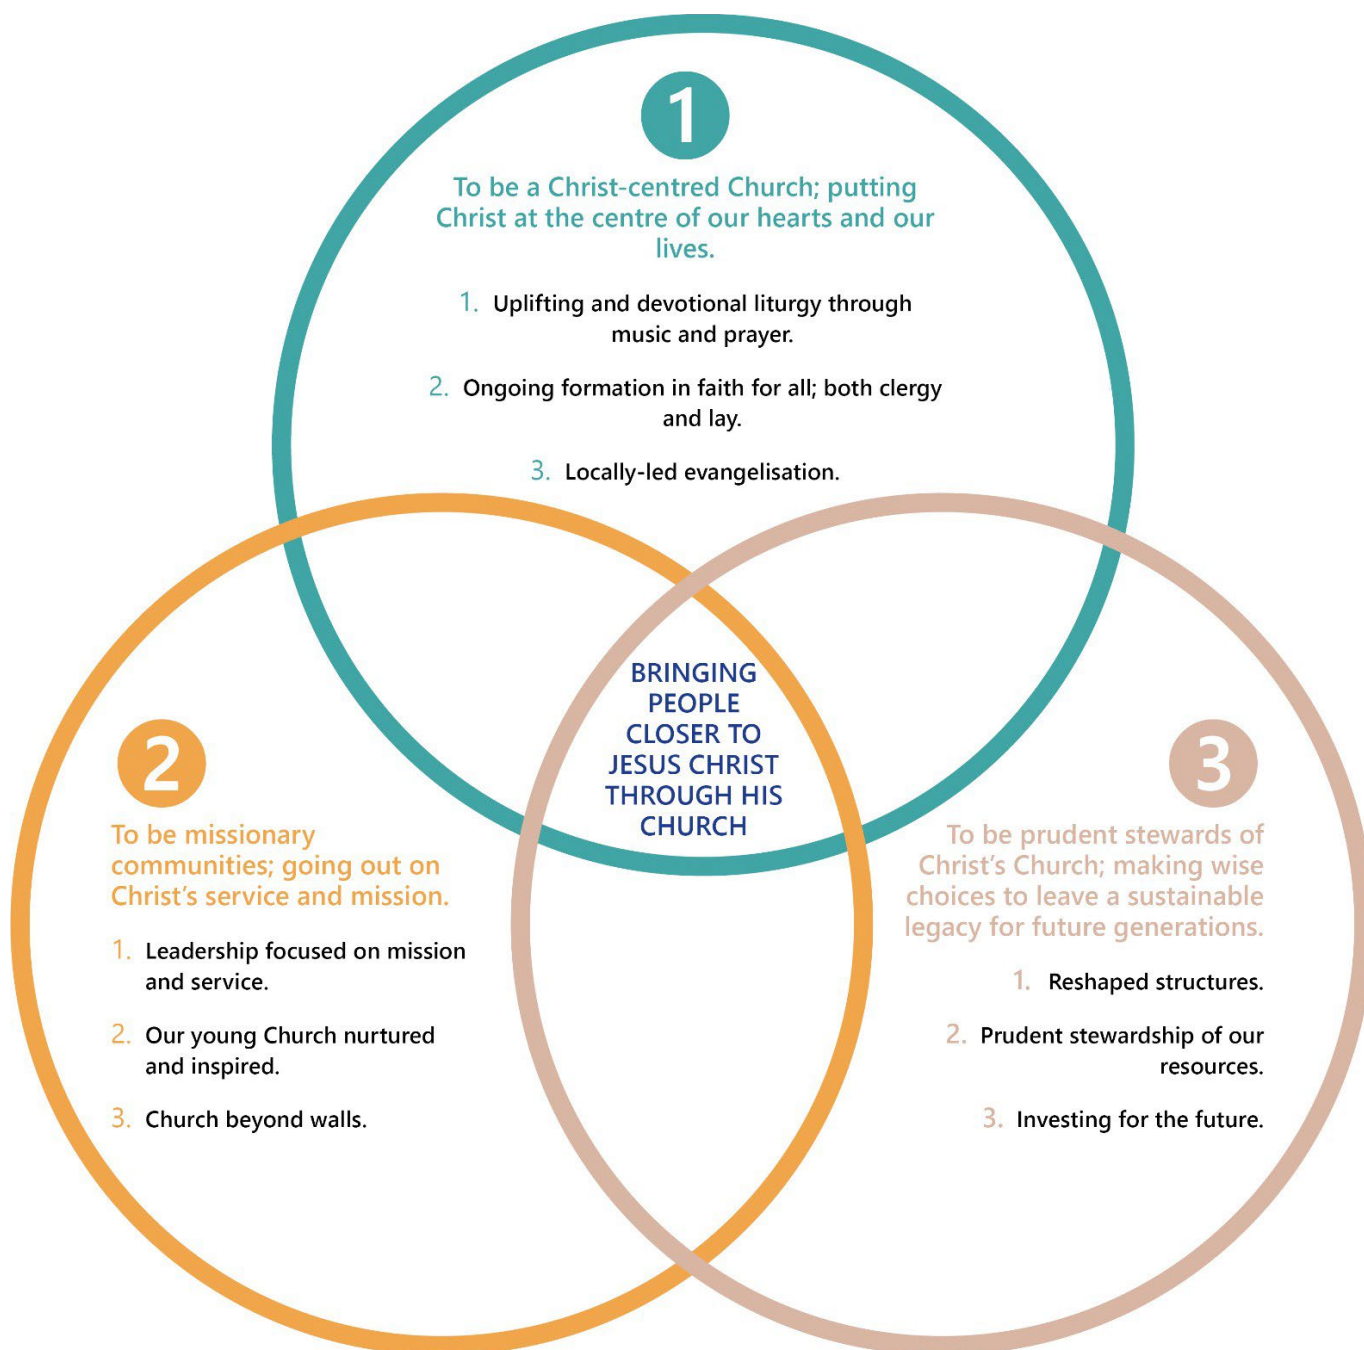 1
To be a Christ-centred Church; putting
Christ at the centre of our hearts and our
lives.
1. Uplifting and devotional liturgy through
music and prayer.
2. Ongoing formation in faith for all; both clergy
and lay.
3. Locally-led evangelisation.
BRINGING
PEOPLE
CLOSER TO
JESUS CHRIST
THROUGH HIS
CHURCH
2
To be missionary
communities; going out on
Christ’s service and mission.
1. Leadership focused on mission
and service.
2. Our young Church nurtured
and inspired.
3. Church beyond walls.
3
To be prudent stewards of
Christ’s Church; making wise
choices to leave a sustainable
legacy for future generations.
1. Reshaped structures.
2. Prudent stewardship of our
resources.
3. Investing for the future.